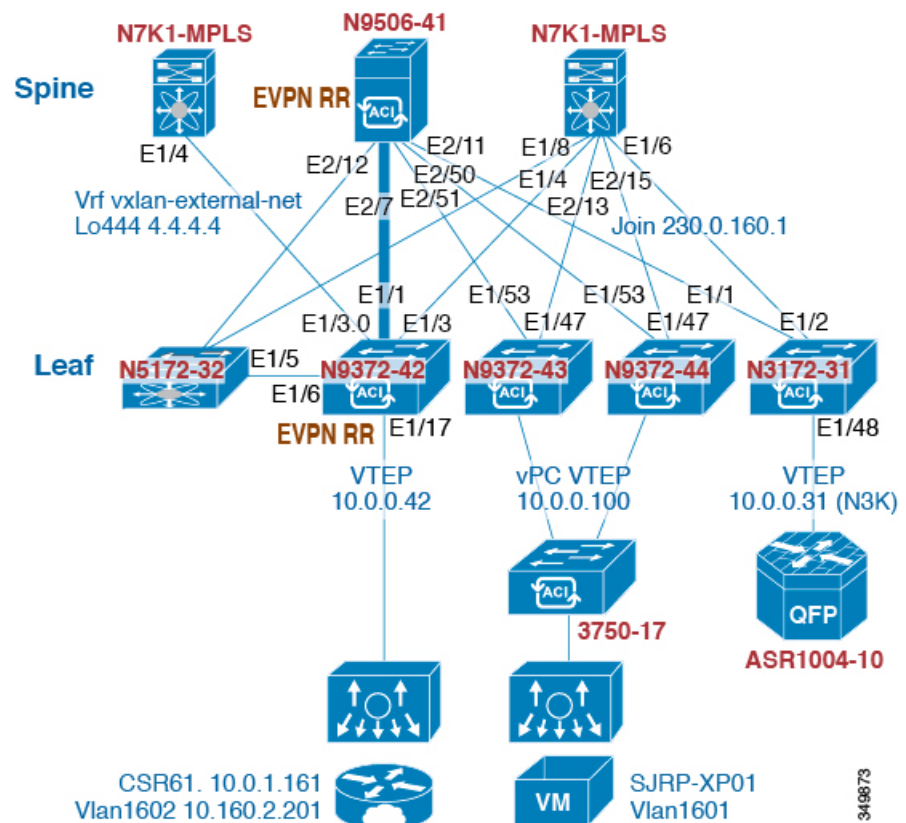 N7K1-MPLS
N9506-41
N7K1-MPLS
Spine
EVPN RR
ACI
E1/4
E2/12
E2/11
E1/8
E1/6
E2/50
E1/4
E2/15
E2/7
E2/51
E2/13
Vrf vxlan-external-net
Lo444 4.4.4.4
Join 230.0.160.1
E1/1
E1/53
E1/53
E1/1
E1/3.0
E1/3
E1/47
E1/47
E1/2
Leaf
N5172-32
E1/5
N9372-42
N9372-43
N9372-44
N3172-31
E1/6
ACI
ACI
ACI
ACI
EVPN RR
E1/17
E1/48
VTEP
10.0.0.42
vPC VTEP
10.0.0.100
VTEP
10.0.0.31 (N3K)
ACI
3750-17
QFP
ASR1004-10
CSR61. 10.0.1.161
Vlan1602 10.160.2.201
VM
SJRP-XP01
Vlan1601
349873